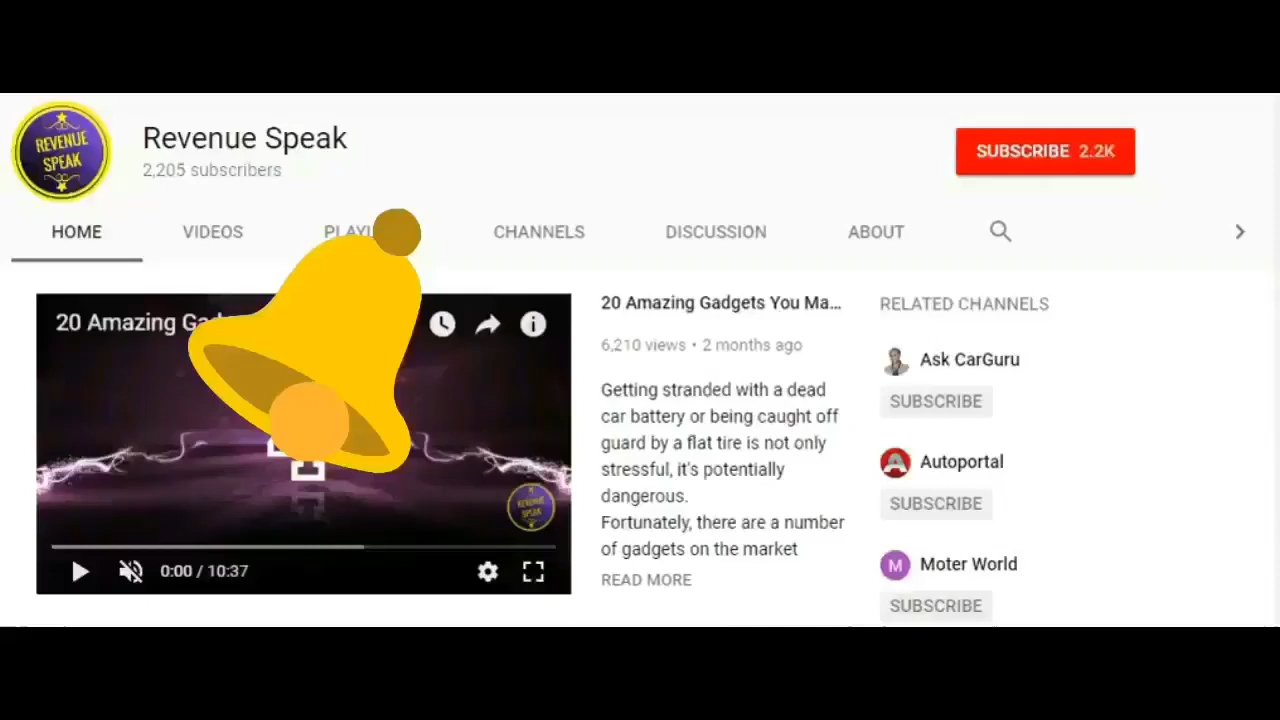 REVENUE
SPEAK
Revenue Speak
2,205 subscribers
SUBSCRIBE 2.2K
HOME
VIDEOS
CHANNELS
DISCUSSION
ABOUT
20 Amazing
6,210 views • 2 months ago
20 Amazing Gadgets You Ma...
Getting stranded with a dead
car battery or being caught off
guard by a flat tire is not only
stressful, it's potentially
dangerous.
Fortunately, there are a number
of gadgets on the market
READ MORE
REVENUE
SPEAK
0:00 / 10:37
RELATED CHANNELS
Ask CarGuru
SUBSCRIBE
Autoportal
SUBSCRIBE
M
Moter World
SUBSCRIBE